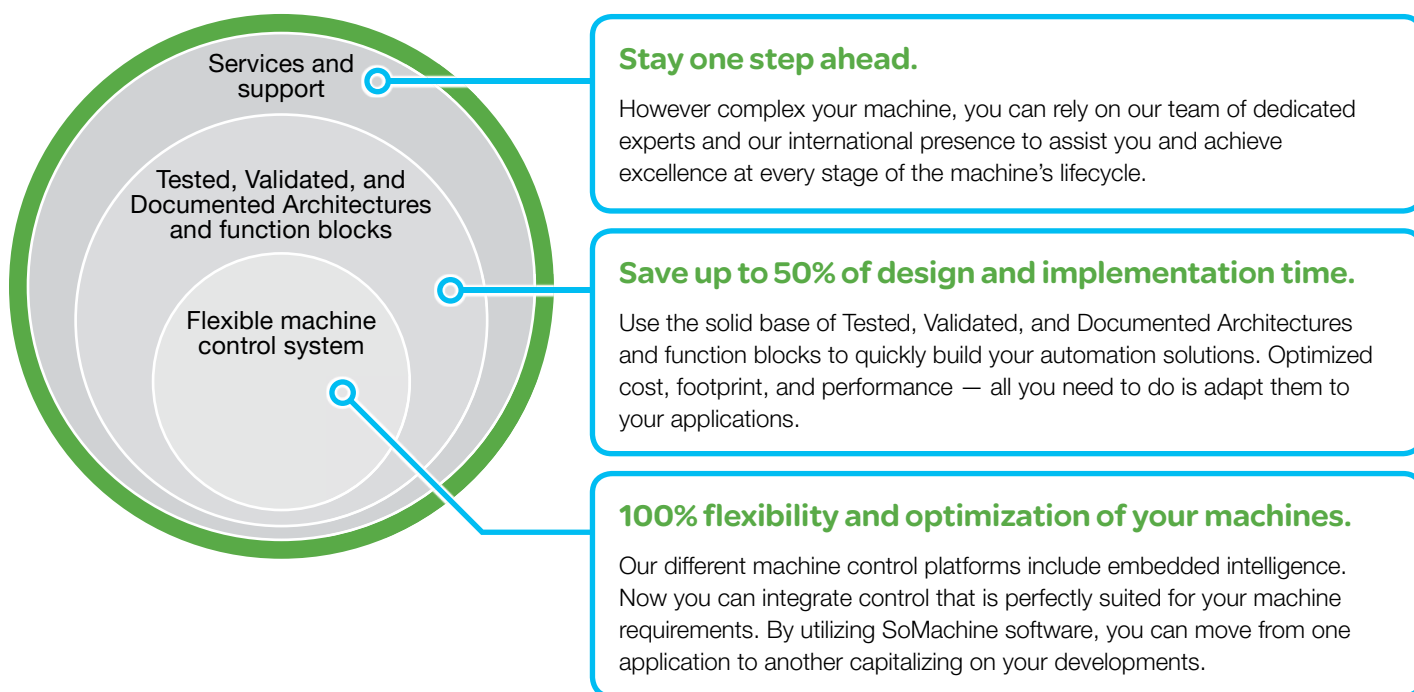 Services and
support
Tested, Validated, and
Documented Architectures
and function blocks
Flexible machine
control system
Stay one step ahead.
However complex your machine, you can rely on our team of dedicated
experts and our international presence to assist you and achieve
excellence at every stage of the machine’s lifecycle.
Save up to 50% of design and implementation time.
Use the solid base of Tested, Validated, and Documented Architectures
and function blocks to quickly build your automation solutions. Optimized
cost, footprint, and performance — all you need to do is adapt them to
your applications.
100% flexibility and optimization of your machines.
Our different machine control platforms include embedded intelligence.
Now you can integrate control that is perfectly suited for your machine
requirements. By utilizing SoMachine software, you can move from one
application to another capitalizing on your developments.